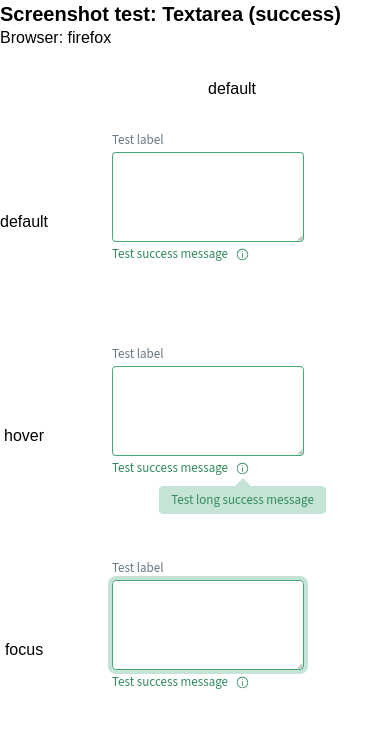 Screenshot test: Textarea (success)
Browser: firefox
default
Test label
default
Test success message
Test label
hover
Test success message
Test long success message
Test label
focus
Test success message